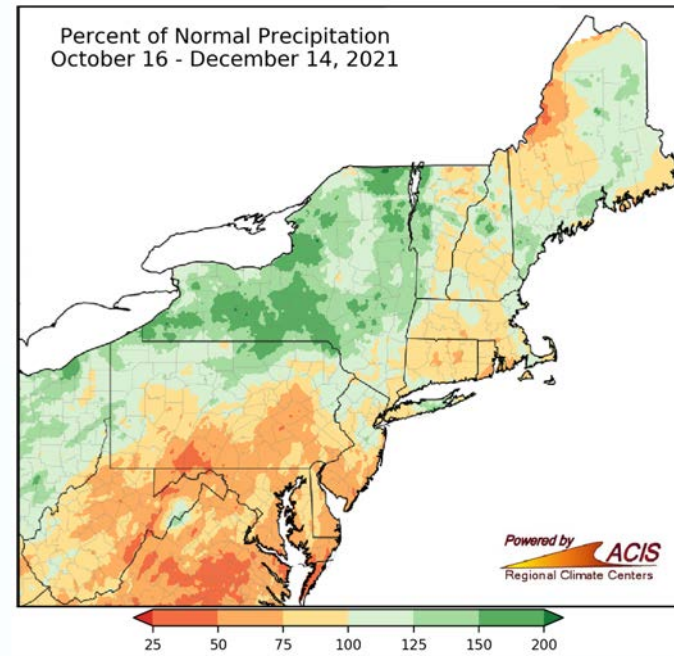 Percent of Normal Precipitation
October 16 - December 14, 2021
Powered by
ACIS
Regional Climate Centers
25 50 75 100 125 150 200